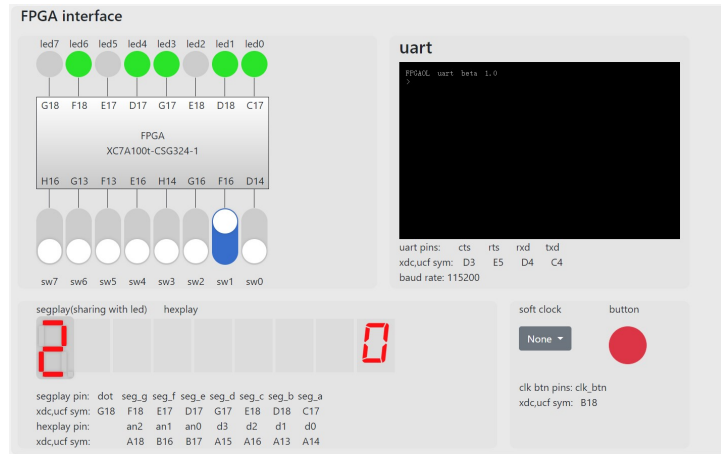 FPGA interface
led7 led6 led5 led4 led3 led2 led1 led0
G18 F18 E17 D17 G17 E18 D18 C17
FPGA
XC7A100t-CSG324-1
H16 G13 F13 E16 H14 G16 F16 D14
sw7 sw6 sw5 sw4 sw3 sw2 sw1 sw0
uart
FPGAOL uart beta 1.0
>
uart pins: cts rts rxd txd
xdc,ucf sym: D3 E5 D4 C4
baud rate: 115200
segplay(sharing with led) hexplay
2 0
segplay pin: dot seg_g seg_f seg_e seg_d seg_c seg_b seg_a
xdc,ucf sym: G18 F18 E17 D17 G17 E18 D18 C17
hexplay pin: an2 an1 an0 d3 d2 d1 d0
xdc,ucf sym: A18 B16 B17 A15 A16 A13 A14
soft clock button
None
clk btn pins: clk_btn
xdc,ucf sym: B18